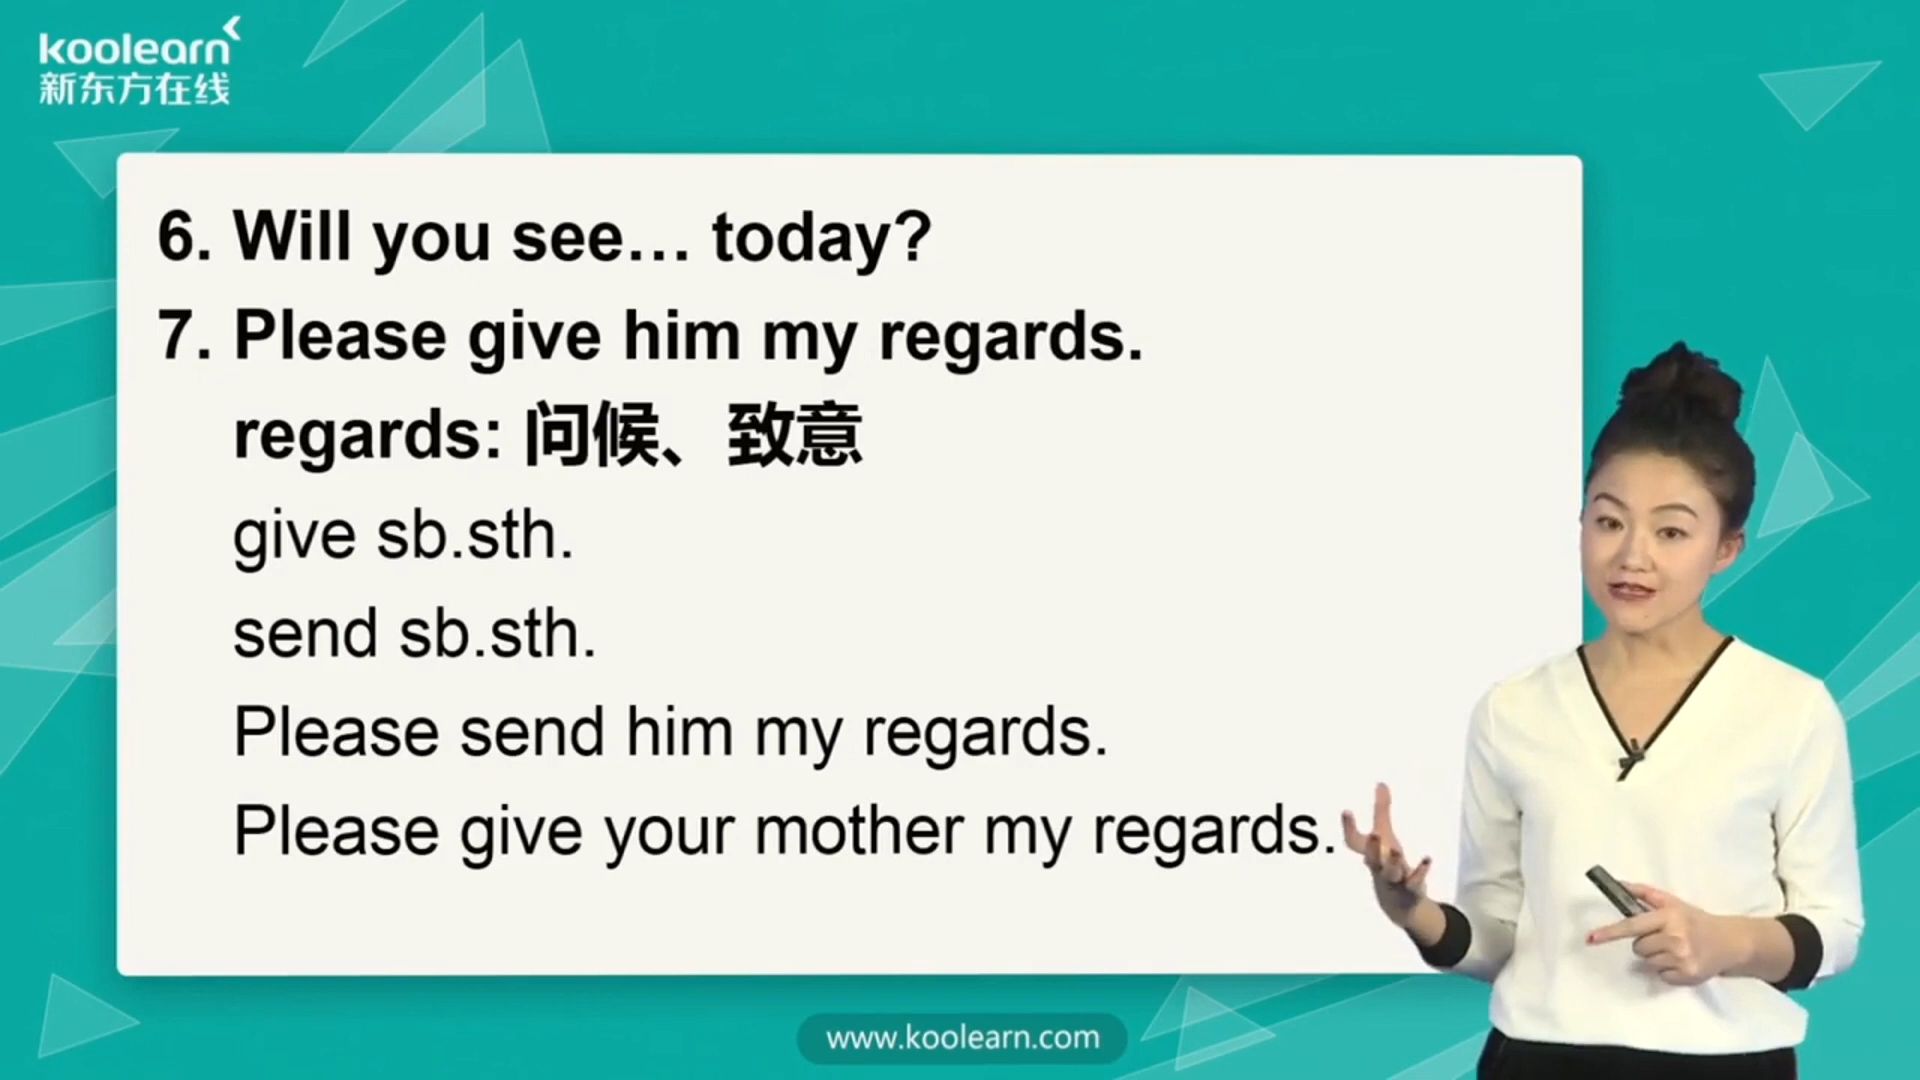 koolearn
新东方在线
6. Will you see… today?
7. Please give him my regards.
regards: 问候、致意
give sb.sth.
send sb.sth.
Please send him my regards.
Please give your mother my regards.
www.koolearn.com